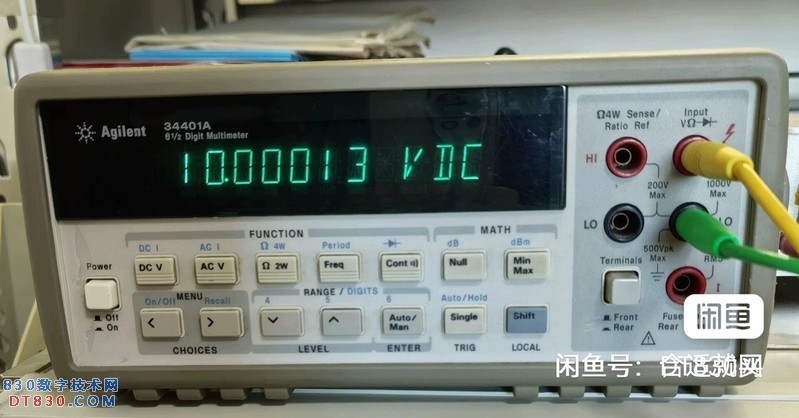 Agilent 34401A
6½ Digit Multimeter
10.00013 VDC
Ω4W Sense/
Ratio Ref
Input
VΩ
HI
200V
Max
1000V
Max
LO
LO
500Vpk
Max
Terminals
Front
Rear
RMS
I
Fuse
Rear
FUNCTION
MATH
DC I
AC I
Ω 4W
Period
dB
dBm
DC V
AC V
Ω 2W
Freq
Cont
Null
Min
Max
Power
Off
On
MENU
RANGE / DIGITS
On/Off
Recall
4
5
6
Auto/Hold
<
>
Auto/
Man
Single
Shift
CHOICES
LEVEL
ENTER
TRIG
LOCAL
闲鱼
闲鱼号:
830数字技术网
DT830.COM